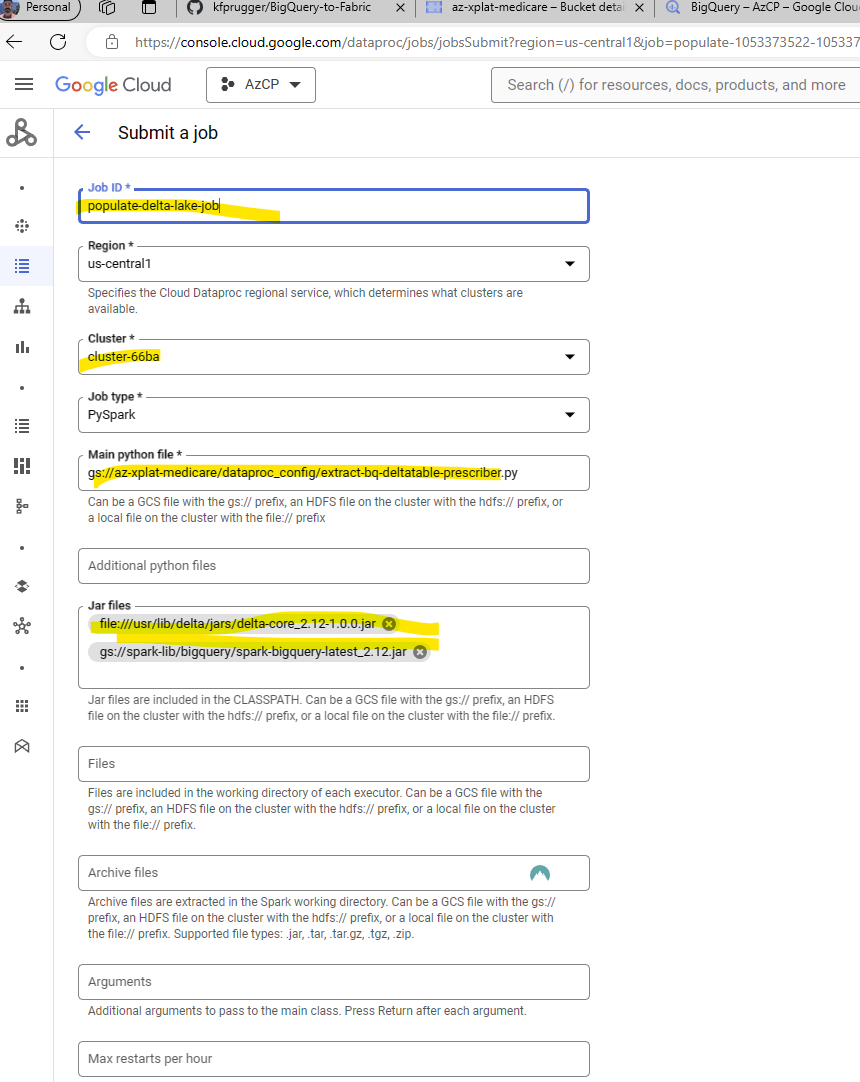 Personal
kfprugger/BigQuery-to-Fabric
az-xplat-medicare – Bucket detai
BigQuery – AzCP – Google Clou
https://console.cloud.google.com/dataproc/jobs/jobsSubmit?region=us-central1&job=populate-1053373522-10537
Google Cloud
AzCP
Search (/) for resources, docs, products, and more
Submit a job
Job ID *
populate-delta-lake-job
Region *
us-central1
Specifies the Cloud Dataproc regional service, which determines what clusters are
available.
Cluster *
cluster-66ba
Job type *
PySpark
Main python file *
gs://az-xplat-medicare/dataproc_config/extract-bq-deltatable-prescriber.py
Can be a GCS file with the gs:// prefix, an HDFS file on the cluster with the hdfs:// prefix, or
a local file on the cluster with the file:// prefix
Additional python files
Jar files
file:///usr/lib/delta/jars/delta-core_2.12-1.0.0.jar
gs://spark-lib/bigquery/spark-bigquery-latest_2.12.jar
Jar files are included in the CLASSPATH. Can be a GCS file with the gs:// prefix, an HDFS
file on the cluster with the hdfs:// prefix, or a local file on the cluster with the file:// prefix.
Files
Files are included in the working directory of each executor. Can be a GCS file with the
gs:// prefix, an HDFS file on the cluster with the hdfs:// prefix, or a local file on the cluster
with the file:// prefix.
Archive files
Archive files are extracted in the Spark working directory. Can be a GCS file with the gs://
prefix, an HDFS file on the cluster with the hdfs:// prefix, or a local file on the cluster with
the file:// prefix. Supported file types: .jar, .tar, .tar.gz, .tgz, .zip.
Arguments
Additional arguments to pass to the main class. Press Return after each argument.
Max restarts per hour